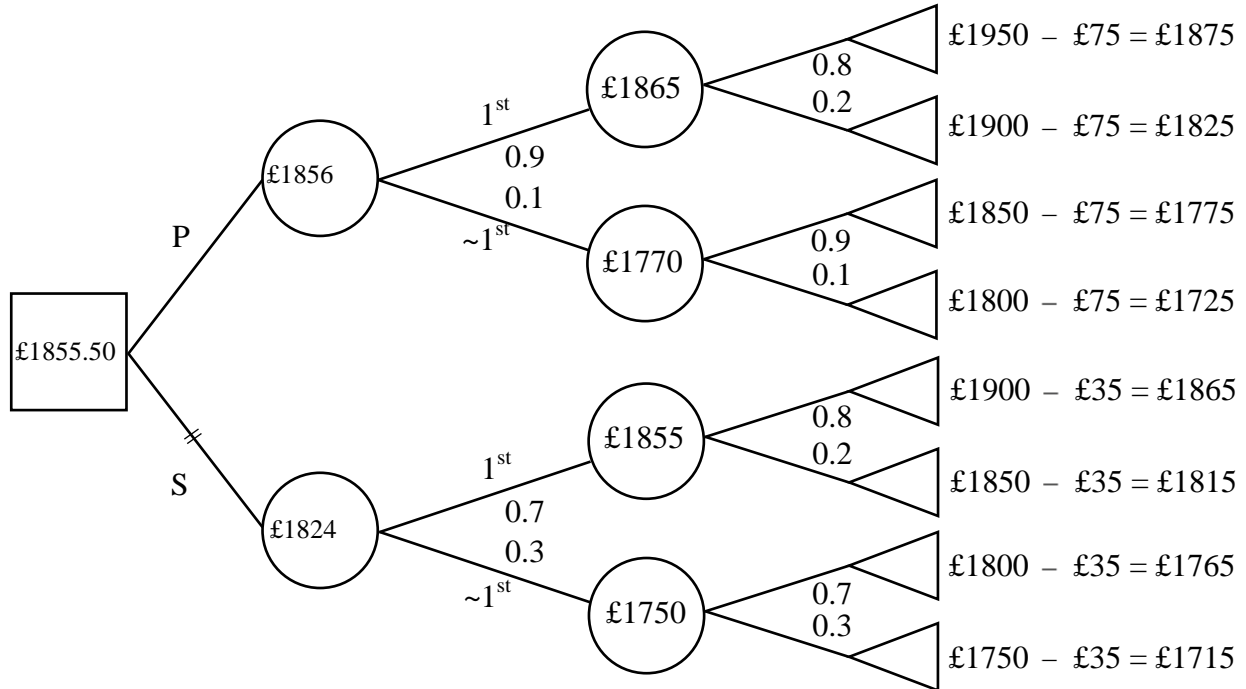 £1950 – £75 = £1875
£1865
0.8
1st
0.2
£1900 – £75 = £1825
£1856
0.9
0.1
£1850 – £75 = £1775
P
~1st
£1770
0.9
0.1
£1800 – £75 = £1725
£1855.50
£1900 – £35 = £1865
0.8
£1855
0.2
S
1st
£1850 – £35 = £1815
0.7
£1824
0.3
£1800 – £35 = £1765
~1st
0.7
£1750
0.3
£1750 – £35 = £1715